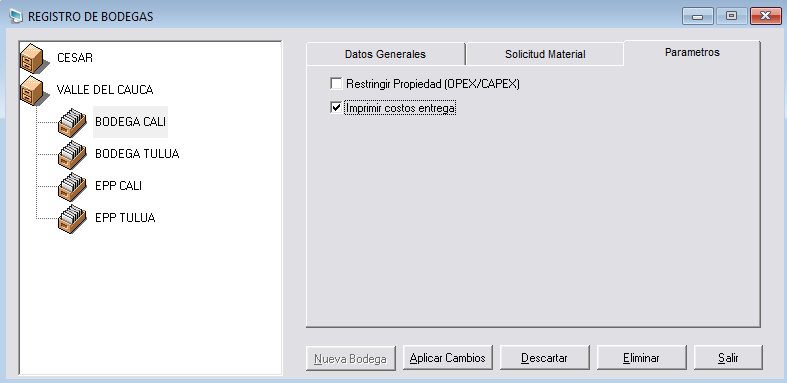 REGISTRO DE BODEGAS
CESAR
VALLE DEL CAUCA
BODEGA CALI
BODEGA TULUA
EPP CALI
EPP TULUA
Datos Generales
Solicitud Material
Parametros
Restringir Propiedad (OPEX/CAPEX)
Imprimir costos entrega
Nueva Bodega
Aplicar Cambios
Descartar
Eliminar
Salir